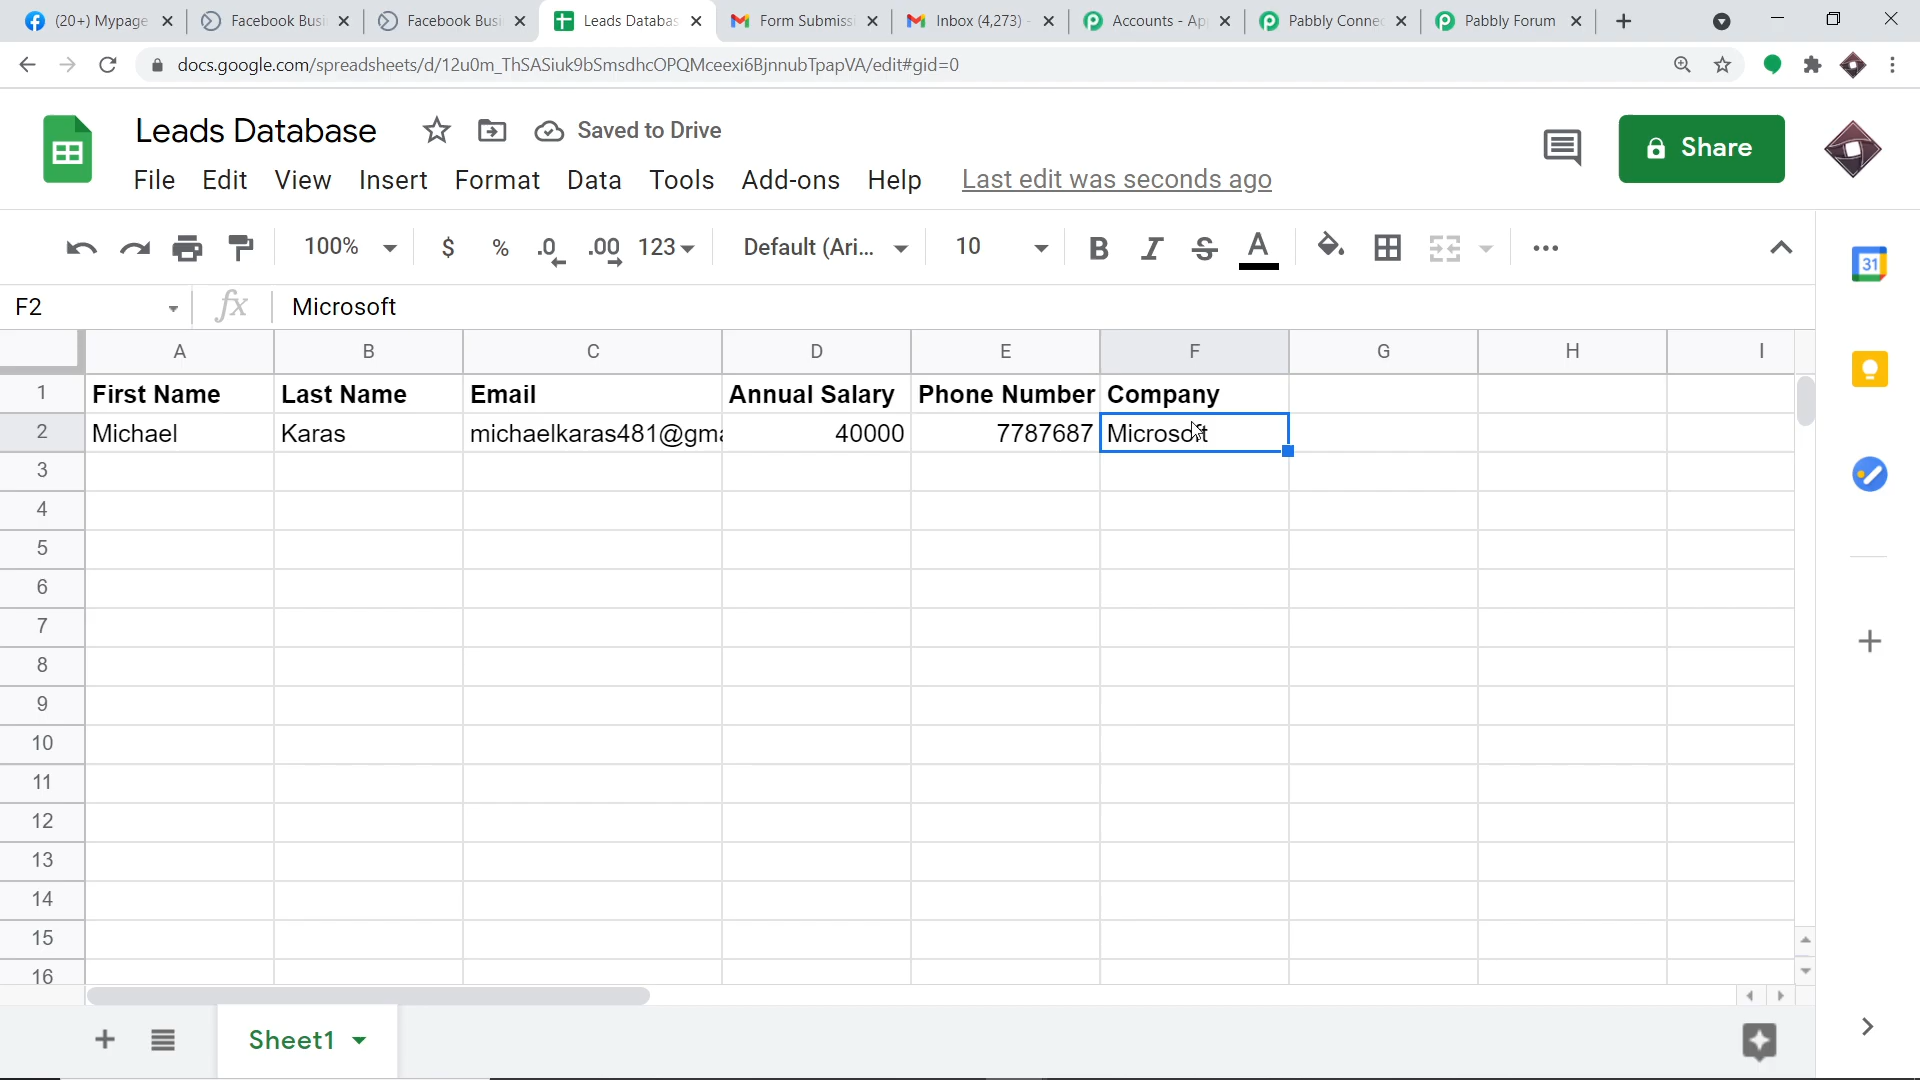 (20+) Mypage
Facebook Busi
Facebook Busi
Leads Databas
Form Submissi
Inbox (4,273) -
Accounts - Ap
Pabbly Connec
Pabbly Forum
docs.google.com/spreadsheets/d/12u0m_ThSASiuk9bSmsdhcOPQMceexi6BjnnubTpapVA/edit#gid=0
Leads Database
Saved to Drive
Share
File Edit View Insert Format Data Tools Add-ons Help Last edit was seconds ago
100% $ % .0 .00 123 Default (Ari... 10 B I S A
31
F2 fx Microsoft
A B C D E F G H I
1 First Name Last Name Email Annual Salary Phone Number Company
2 Michael Karas michaelkaras481@gma 40000 7787687 Microsoft
3
4
5
6
7
8
9
10
11
12
13
14
15
16
Sheet1